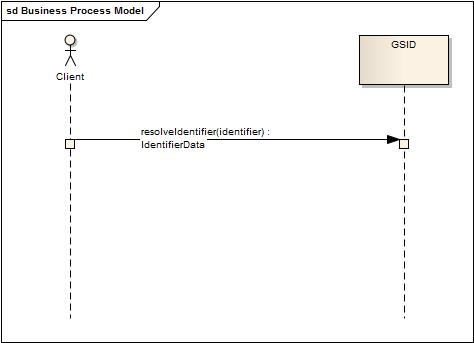 sd Business Process Model
Client
GSID
resolveIdentifier(identifier) :
IdentifierData